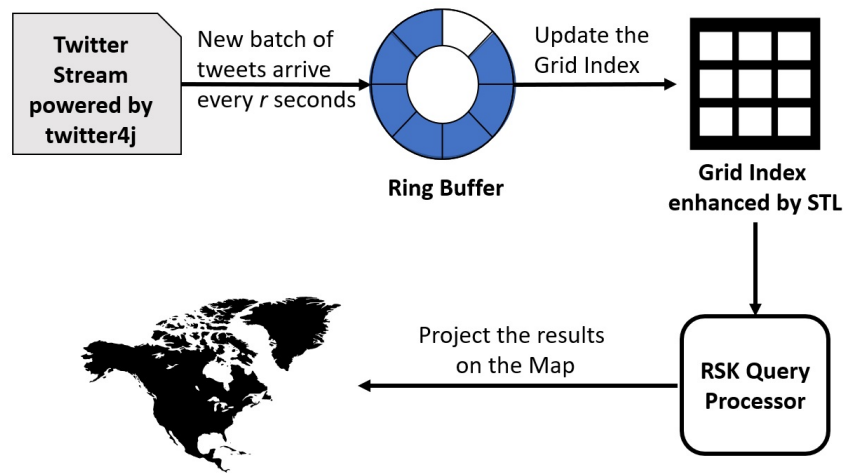 Twitter
Stream
powered by
twitter4j
New batch of
tweets arrive
every r seconds
Ring Buffer
Update the
Grid Index
Grid Index
enhanced by STL
RSK Query
Processor
Project the results
on the Map